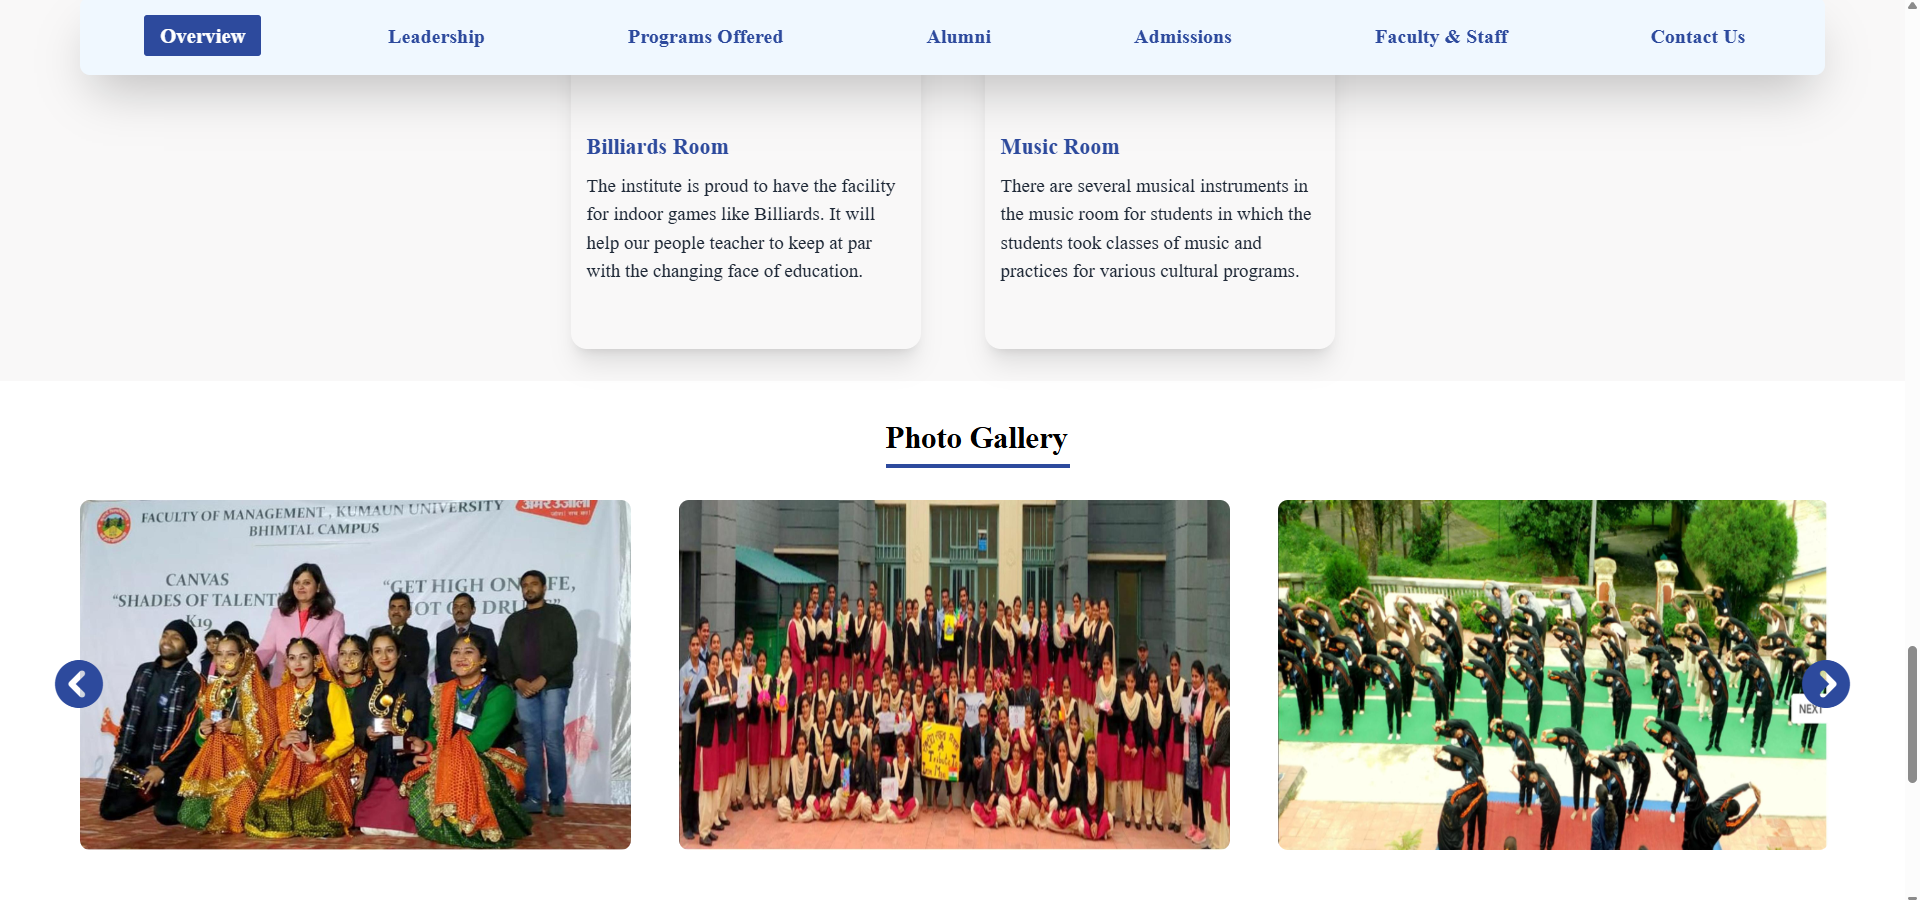 Overview
Leadership
Programs Offered
Alumni
Admissions
Faculty & Staff
Contact Us
Billiards Room
The institute is proud to have the facility
for indoor games like Billiards. It will
help our people teacher to keep at par
with the changing face of education.
Music Room
There are several musical instruments in
the music room for students in which the
students took classes of music and
practices for various cultural programs.
Photo Gallery
अमर उजाला
FACULTY OF MANAGEMENT, KUMAUN UNIVERSITY
BHIMTAL CAMPUS
CANVAS
“SHADES OF TALENT
K19
“GET HIGH ON LIFE,
NOT ON DRUGS”
A
Tribute To
NEXT